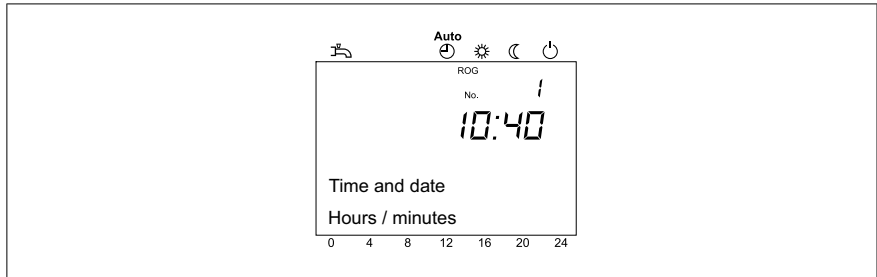 Auto
ROG
No. 1
10:40
Time and date
Hours / minutes
0 4 8 12 16 20 24